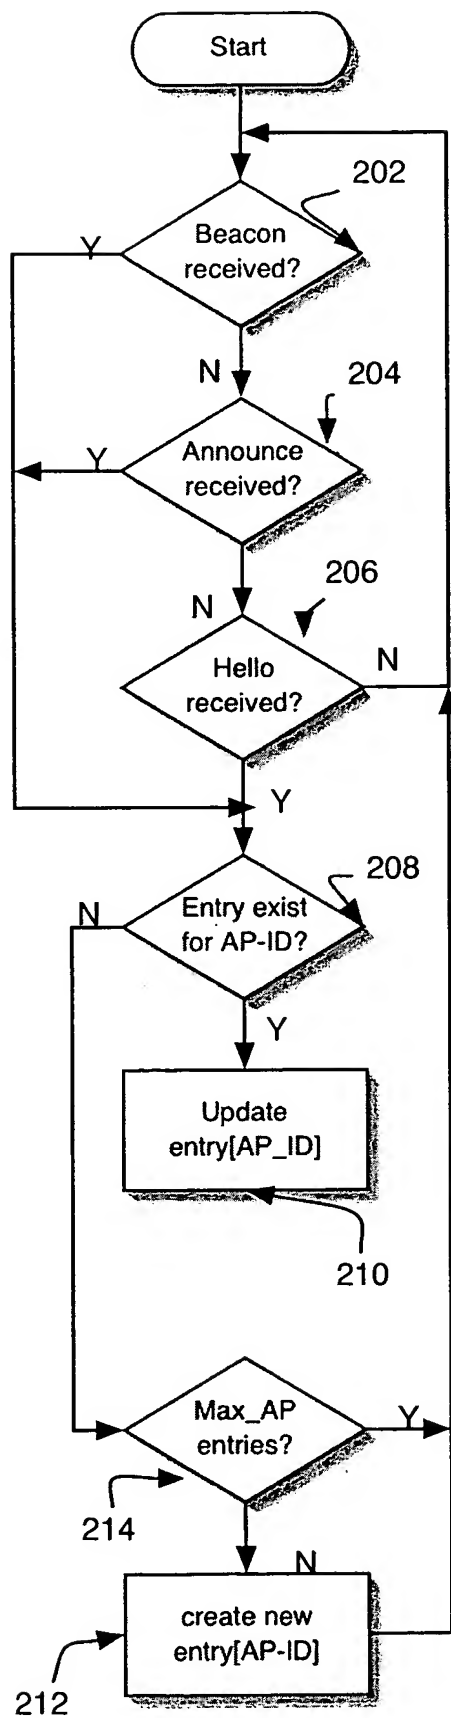 Start
202
Beacon
received?
Y
N
204
Announce
received?
Y
N
206
Hello
received?
N
Y
208
Entry exist
for AP-ID?
N
Y
Update
entry[AP_ID]
210
Max_AP
entries?
Y
214
N
create new
entry[AP-ID]
212